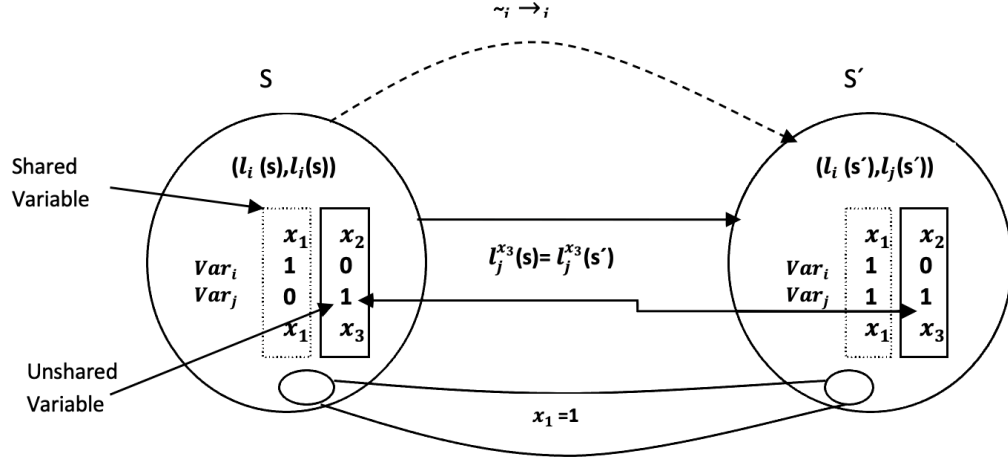 ~ᵢ →ᵢ
S S´
Shared
Variable
(lᵢ (s),lᵢ(s)) (lᵢ (s´),lⱼ(s´))
x₁ x₂ x₁ x₂
Varᵢ 1 0 Varᵢ 1 0
Varⱼ 0 1 Varⱼ 1 1
x₁ x₃ x₁ x₃
lⱼ^x₃(s)= lⱼ^x₃(s´)
Unshared
Variable
x₁ =1